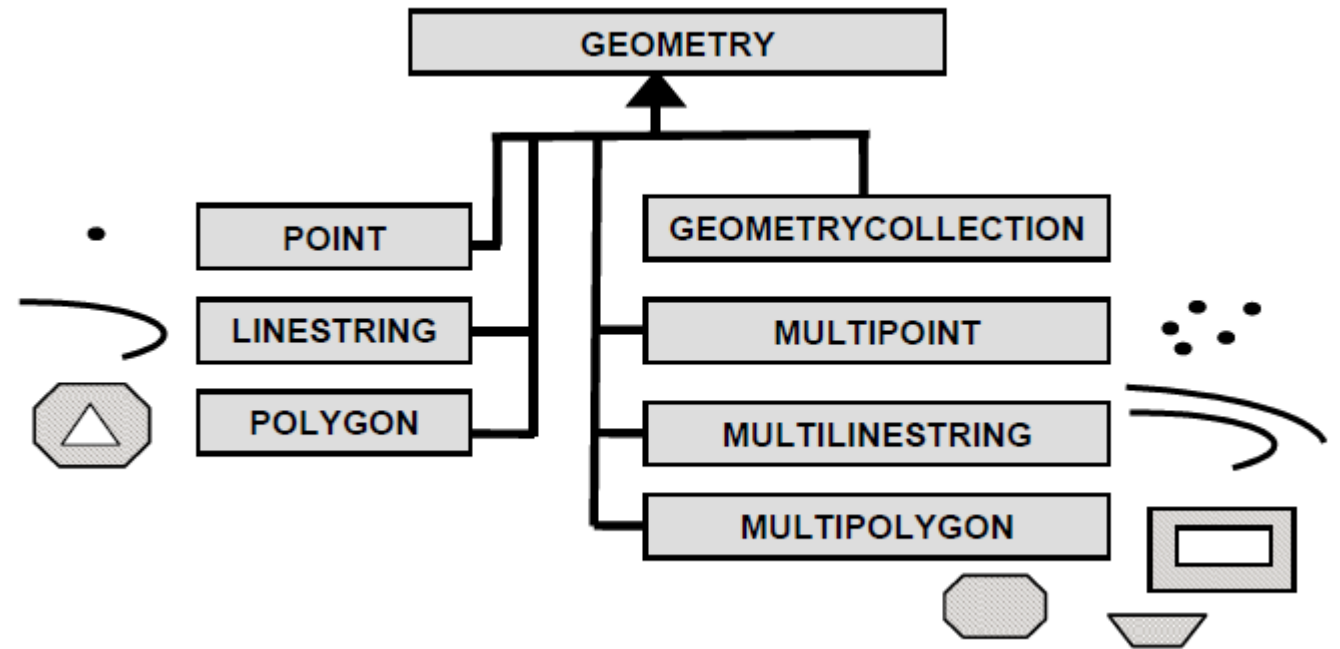 GEOMETRY
POINT
LINESTRING
POLYGON
GEOMETRYCOLLECTION
MULTIPOINT
MULTILINESTRING
MULTIPOLYGON